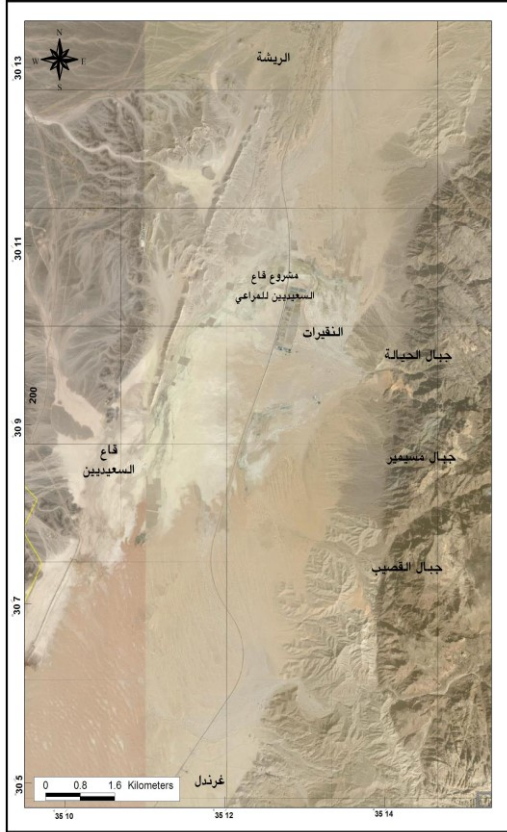 N
W E
S
الريشة
30 13
30 11
مشروع قاع
السعيديين للمراعي
النقيرات
جبال الحيالة
200
30 9
قاع
السعيديين
جبال مسيمير
جبال القصيب
30 7
غرندل
30 5
0 0.8 1.6 Kilometers
35 10 35 12 35 14